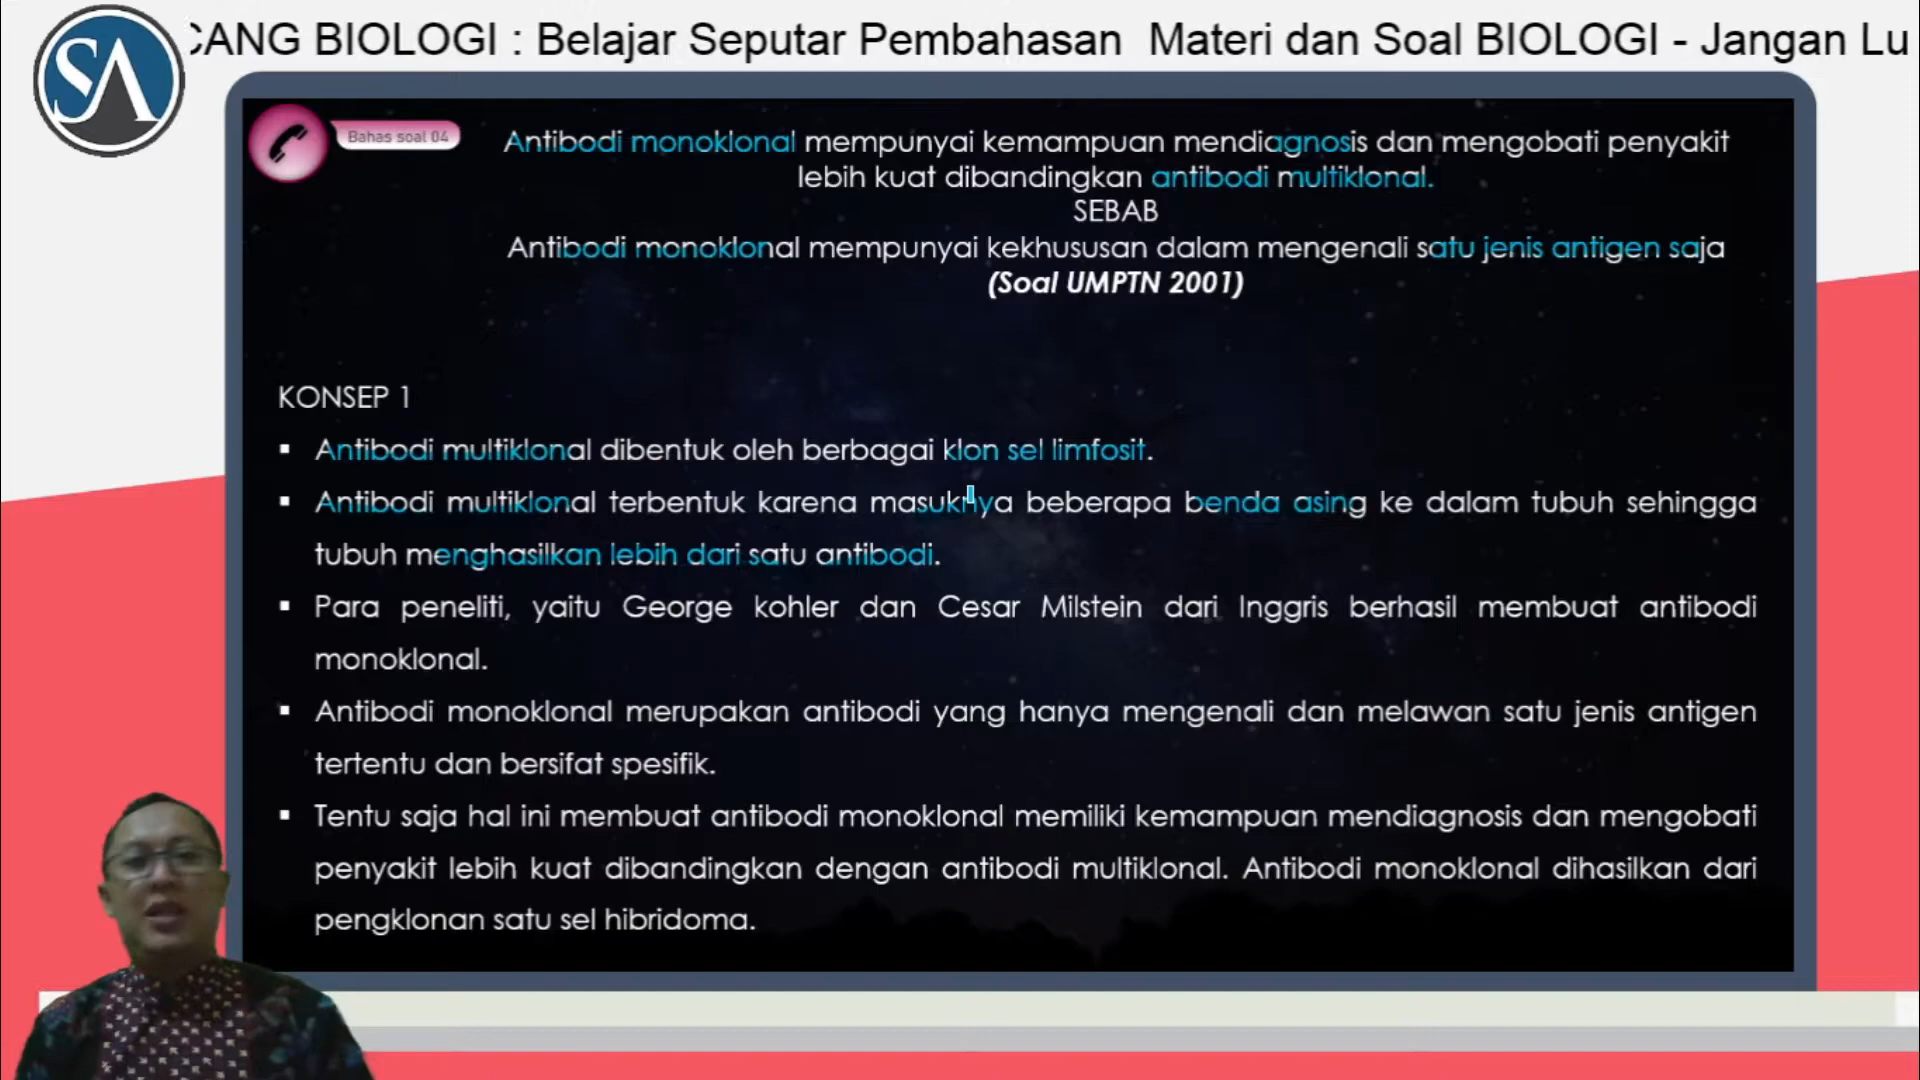 CANG BIOLOGI : Belajar Seputar Pembahasan Materi dan Soal BIOLOGI - Jangan Lu
SA
Bahas soal 04
Antibodi monoklonal mempunyai kemampuan mendiagnosis dan mengobati penyakit
lebih kuat dibandingkan antibodi multiklonal.
SEBAB
Antibodi monoklonal mempunyai kekhususan dalam mengenali satu jenis antigen saja
(Soal UMPTN 2001)
KONSEP 1
▪ Antibodi multiklonal dibentuk oleh berbagai klon sel limfosit.
▪ Antibodi multiklonal terbentuk karena masuknya beberapa benda asing ke dalam tubuh sehingga
tubuh menghasilkan lebih dari satu antibodi.
▪ Para peneliti, yaitu George kohler dan Cesar Milstein dari Inggris berhasil membuat antibodi
monoklonal.
▪ Antibodi monoklonal merupakan antibodi yang hanya mengenali dan melawan satu jenis antigen
tertentu dan bersifat spesifik.
▪ Tentu saja hal ini membuat antibodi monoklonal memiliki kemampuan mendiagnosis dan mengobati
penyakit lebih kuat dibandingkan dengan antibodi multiklonal. Antibodi monoklonal dihasilkan dari
pengklonan satu sel hibridoma.